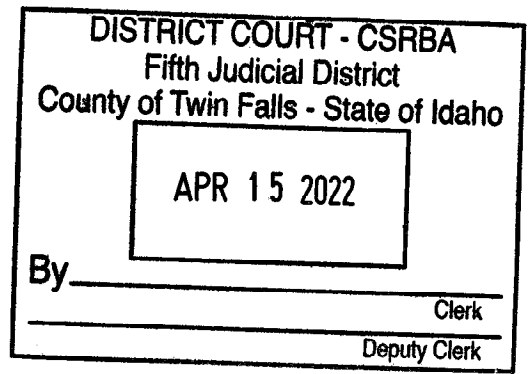 DISTRICT COURT - CSRBA
Fifth Judicial District
County of Twin Falls - State of Idaho
APR 15 2022
By
Clerk
Deputy Clerk